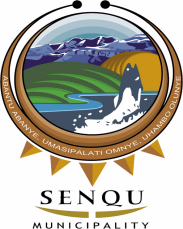 ABANTU ABANYE, UMASIPALATI OMNYE, UHAMBO OLUNYE
SENQU
MUNICIPALITY